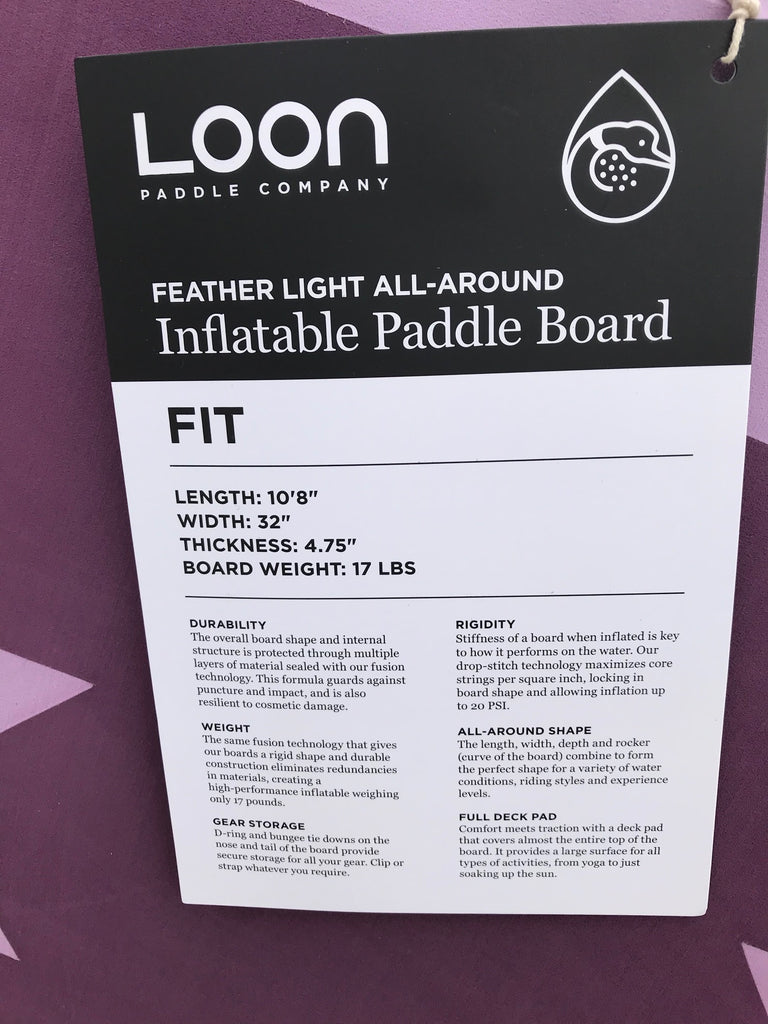 LOON
PADDLE COMPANY
FEATHER LIGHT ALL-AROUND
Inflatable Paddle Board
FIT
LENGTH: 10'8"
WIDTH: 32"
THICKNESS: 4.75"
BOARD WEIGHT: 17 LBS
DURABILITY
The overall board shape and internal
structure is protected through multiple
layers of material sealed with our fusion
technology. This formula guards against
puncture and impact, and is also
resilient to cosmetic damage.
WEIGHT
The same fusion technology that gives
our boards a rigid shape and durable
construction eliminates redundancies
in materials, creating a
high-performance inflatable weighing
only 17 pounds.
GEAR STORAGE
D-ring and bungee tie downs on the
nose and tail of the board provide
secure storage for all your gear. Clip or
strap whatever you require.
RIGIDITY
Stiffness of a board when inflated is key
to how it performs on the water. Our
drop-stitch technology maximizes core
strings per square inch, locking in
board shape and allowing inflation up
to 20 PSI.
ALL-AROUND SHAPE
The length, width, depth and rocker
(curve of the board) combine to form
the perfect shape for a variety of water
conditions, riding styles and experience
levels.
FULL DECK PAD
Comfort meets traction with a deck pad
that covers almost the entire top of the
board. It provides a large surface for all
types of activities, from yoga to just
soaking up the sun.